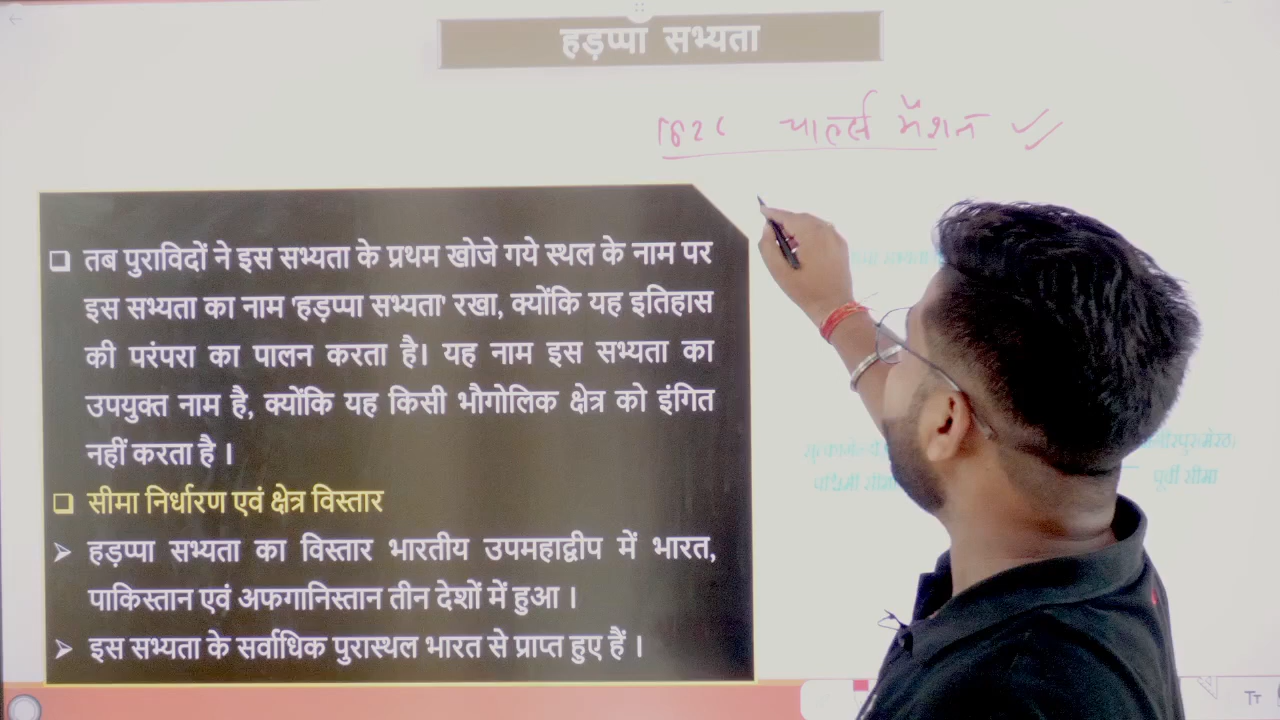 हड़प्पा सभ्यता
चार्ल्स मैशन
तब पुराविदों ने इस सभ्यता के प्रथम खोजे गये स्थल के नाम पर
इस सभ्यता का नाम 'हड़प्पा सभ्यता' रखा, क्योंकि यह इतिहास
की परंपरा का पालन करता है। यह नाम इस सभ्यता का
उपयुक्त नाम है, क्योंकि यह किसी भौगोलिक क्षेत्र को इंगित
नहीं करता है ।
सीमा निर्धारण एवं क्षेत्र विस्तार
हड़प्पा सभ्यता का विस्तार भारतीय उपमहाद्वीप में भारत,
पाकिस्तान एवं अफगानिस्तान तीन देशों में हुआ ।
इस सभ्यता के सर्वाधिक पुरास्थल भारत से प्राप्त हुए हैं ।
पश्चिमी सीमा पूर्वी सीमा
TT